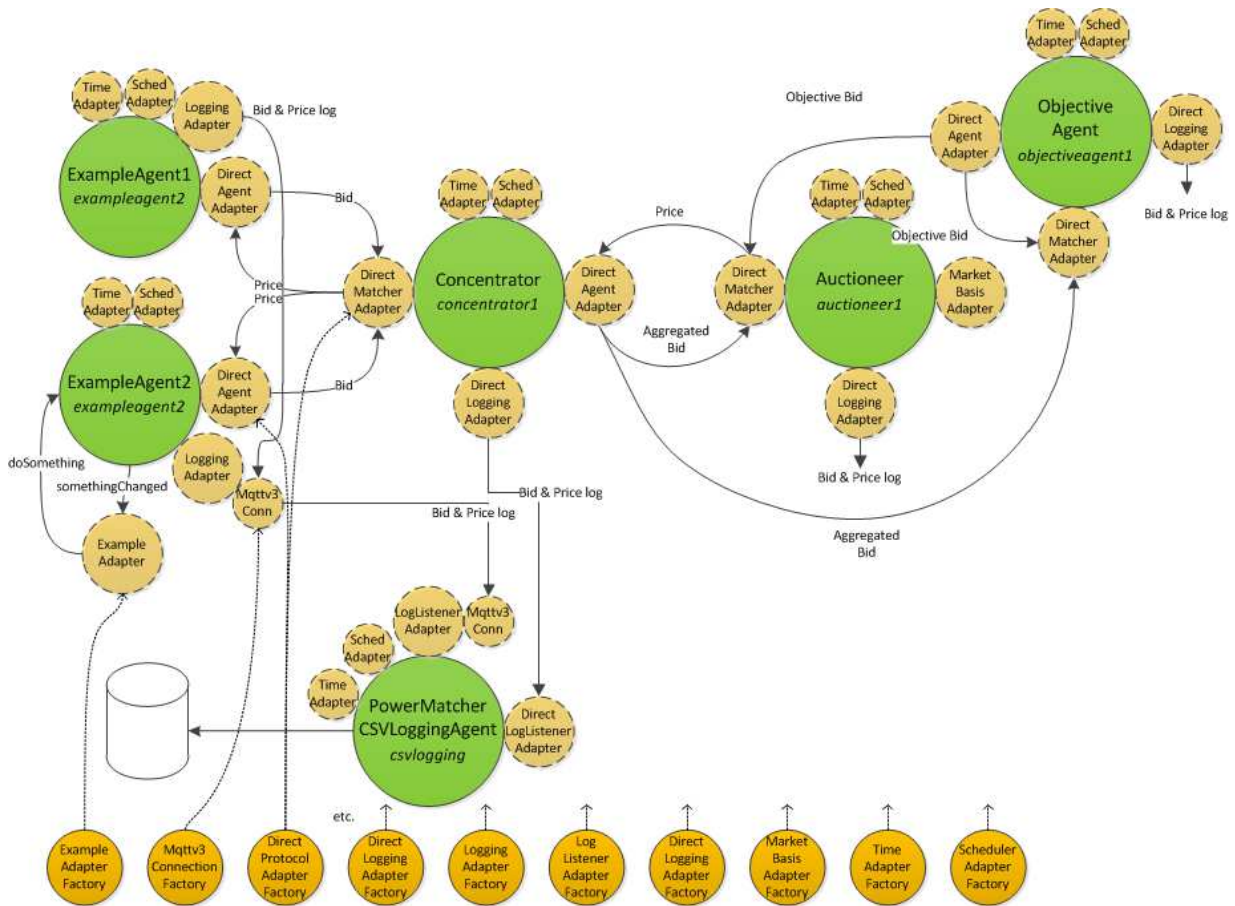 Time
Adapter
Sched
Adapter
Logging
Adapter
Bid & Price log
ExampleAgent1
exampleagent2
Direct
Agent
Adapter
Bid
Price
Price
Time
Adapter
Sched
Adapter
ExampleAgent2
exampleagent2
Direct
Agent
Adapter
Bid
Logging
Adapter
Mqttv3
Conn
doSomething
somethingChanged
Example
Adapter
Direct
Matcher
Adapter
Time
Adapter
Sched
Adapter
Concentrator
concentrator1
Direct
Agent
Adapter
Direct
Logging
Adapter
Bid & Price log
Bid & Price log
Price
Aggregated
Bid
Objective Bid
Direct
Matcher
Adapter
Time
Adapter
Sched
Adapter
Objective Bid
Auctioneer
auctioneer1
Market
Basis
Adapter
Direct
Logging
Adapter
Bid & Price log
Time
Adapter
Sched
Adapter
Direct
Agent
Adapter
Objective
Agent
objectiveagent1
Direct
Logging
Adapter
Bid & Price log
Direct
Matcher
Adapter
Aggregated
Bid
LogListener
Adapter
Mqttv3
Conn
Sched
Adapter
Time
Adapter
PowerMatcher
CSVLoggingAgent
csvlogging
Direct
LogListener
Adapter
etc.
Example
Adapter
Factory
Mqttv3
Connection
Factory
Direct
Protocol
Adapter
Factory
Direct
Logging
Adapter
Factory
Logging
Adapter
Factory
Log
Listener
Adapter
Factory
Direct
Logging
Adapter
Factory
Market
Basis
Adapter
Factory
Time
Adapter
Factory
Scheduler
Adapter
Factory